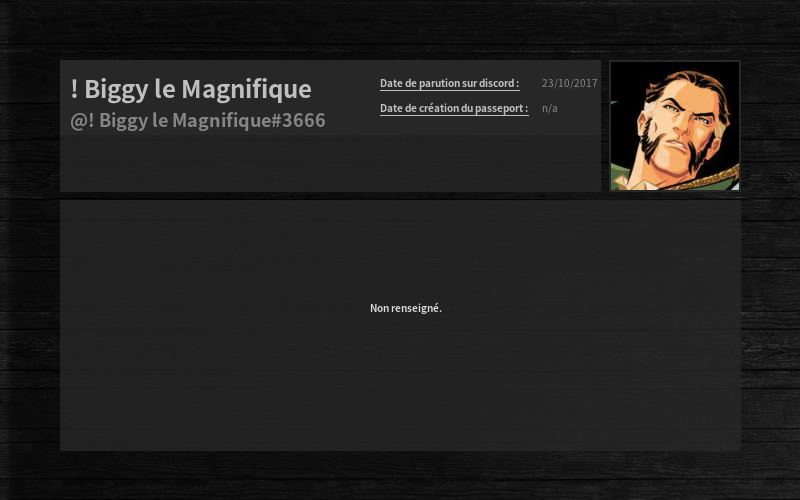 ! Biggy le Magnifique
@! Biggy le Magnifique#3666
Date de parution sur discord : 23/10/2017
Date de création du passeport : n/a
Non renseigné.